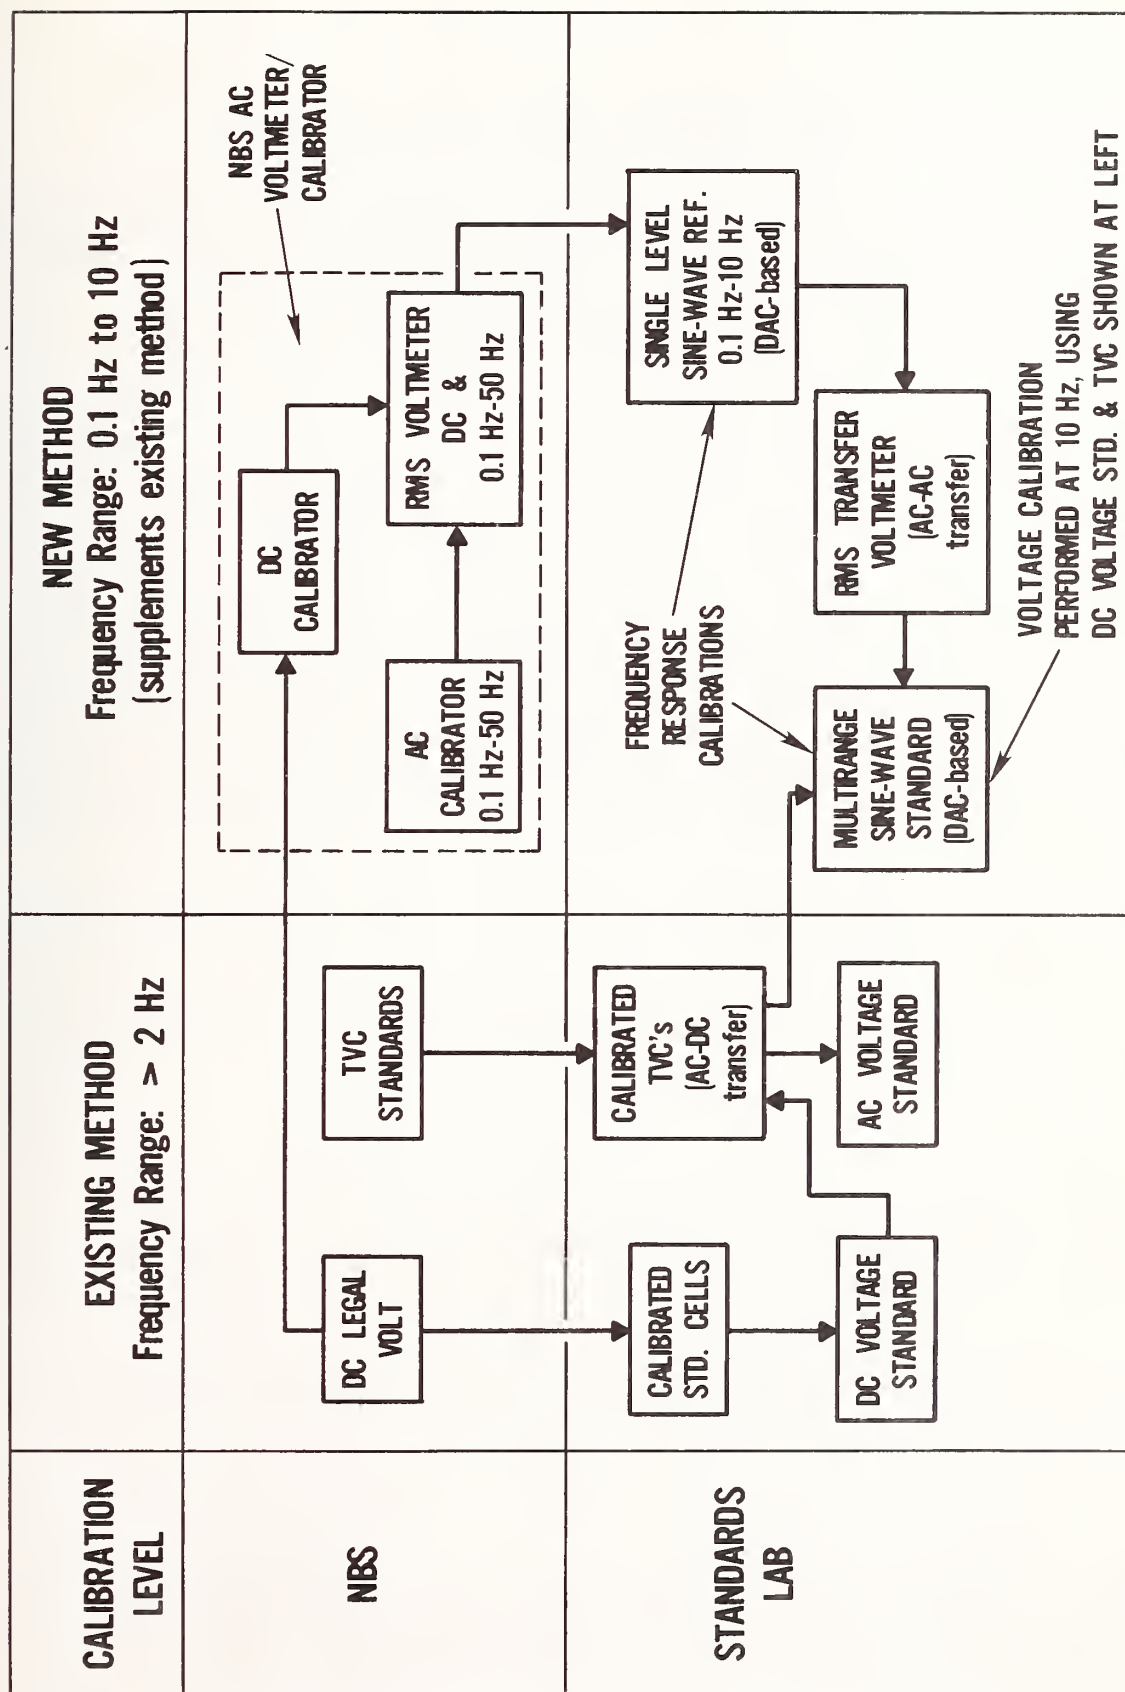 CALIBRATION
LEVEL
EXISTING METHOD
Frequency Range: > 2 Hz
NEW METHOD
Frequency Range: 0.1 Hz to 10 Hz
(supplements existing method)
NBS
DC LEGAL
VOLT
TVC
STANDARDS
DC
CALIBRATOR
AC
CALIBRATOR
0.1 Hz-50 Hz
RMS VOLTMETER
DC &
0.1 Hz-50 Hz
NBS AC
VOLTMETER/
CALIBRATOR
STANDARDS
LAB
CALIBRATED
STD. CELLS
DC VOLTAGE
STANDARD
CALIBRATED
TVC's
(AC-DC
transfer)
AC VOLTAGE
STANDARD
FREQUENCY
RESPONSE
CALIBRATIONS
SINGLE LEVEL
SINE-WAVE REF.
0.1 Hz-10 Hz
(DAC-based)
MULTIRANGE
SINE-WAVE
STANDARD
(DAC-based)
RMS TRANSFER
VOLTMETER
(AC-AC
transfer)
VOLTAGE CALIBRATION
PERFORMED AT 10 Hz, USING
DC VOLTAGE STD. & TVC SHOWN AT LEFT